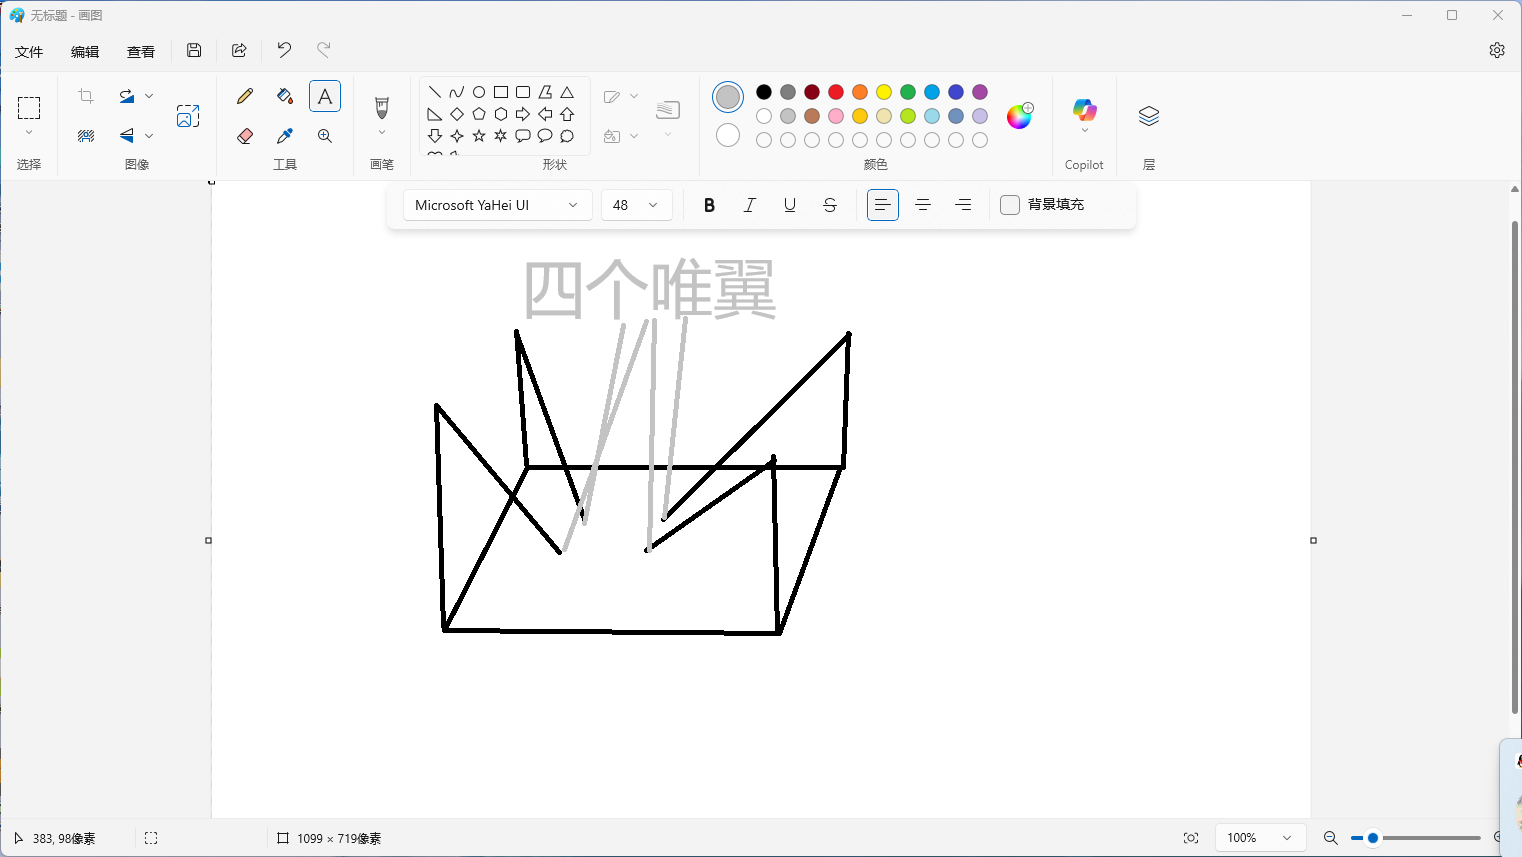 无标题 - 画图
文件 编辑 查看
选择 图像 工具 画笔 形状 颜色 Copilot 层
Microsoft YaHei UI 48 B I U S 背景填充
四个唯翼
383, 98像素 1099 × 719像素 100%